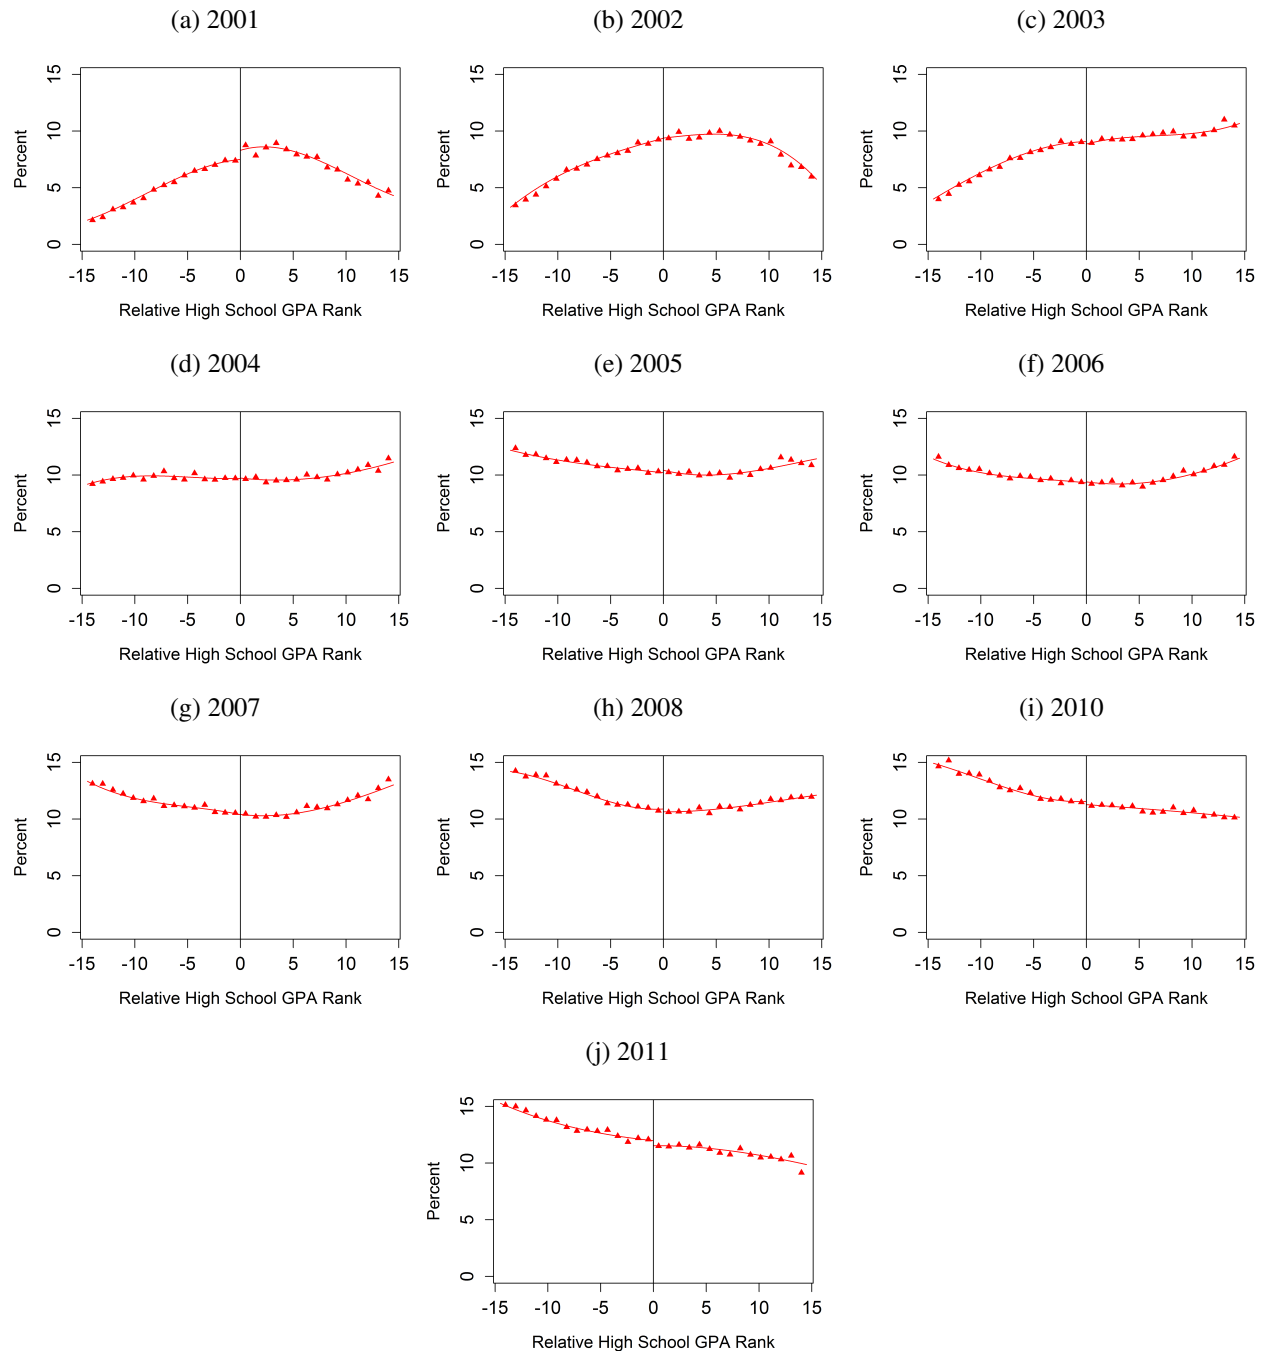 (a) 2001
(b) 2002
(c) 2003
Percent
0
5
10
15
-15 -10 -5 0 5 10 15
Relative High School GPA Rank
Percent
0
5
10
15
-15 -10 -5 0 5 10 15
Relative High School GPA Rank
Percent
0
5
10
15
-15 -10 -5 0 5 10 15
Relative High School GPA Rank
(d) 2004
(e) 2005
(f) 2006
Percent
0
5
10
15
-15 -10 -5 0 5 10 15
Relative High School GPA Rank
Percent
0
5
10
15
-15 -10 -5 0 5 10 15
Relative High School GPA Rank
Percent
0
5
10
15
-15 -10 -5 0 5 10 15
Relative High School GPA Rank
(g) 2007
(h) 2008
(i) 2010
Percent
0
5
10
15
-15 -10 -5 0 5 10 15
Relative High School GPA Rank
Percent
0
5
10
15
-15 -10 -5 0 5 10 15
Relative High School GPA Rank
Percent
0
5
10
15
-15 -10 -5 0 5 10 15
Relative High School GPA Rank
(j) 2011
Percent
0
5
10
15
-15 -10 -5 0 5 10 15
Relative High School GPA Rank